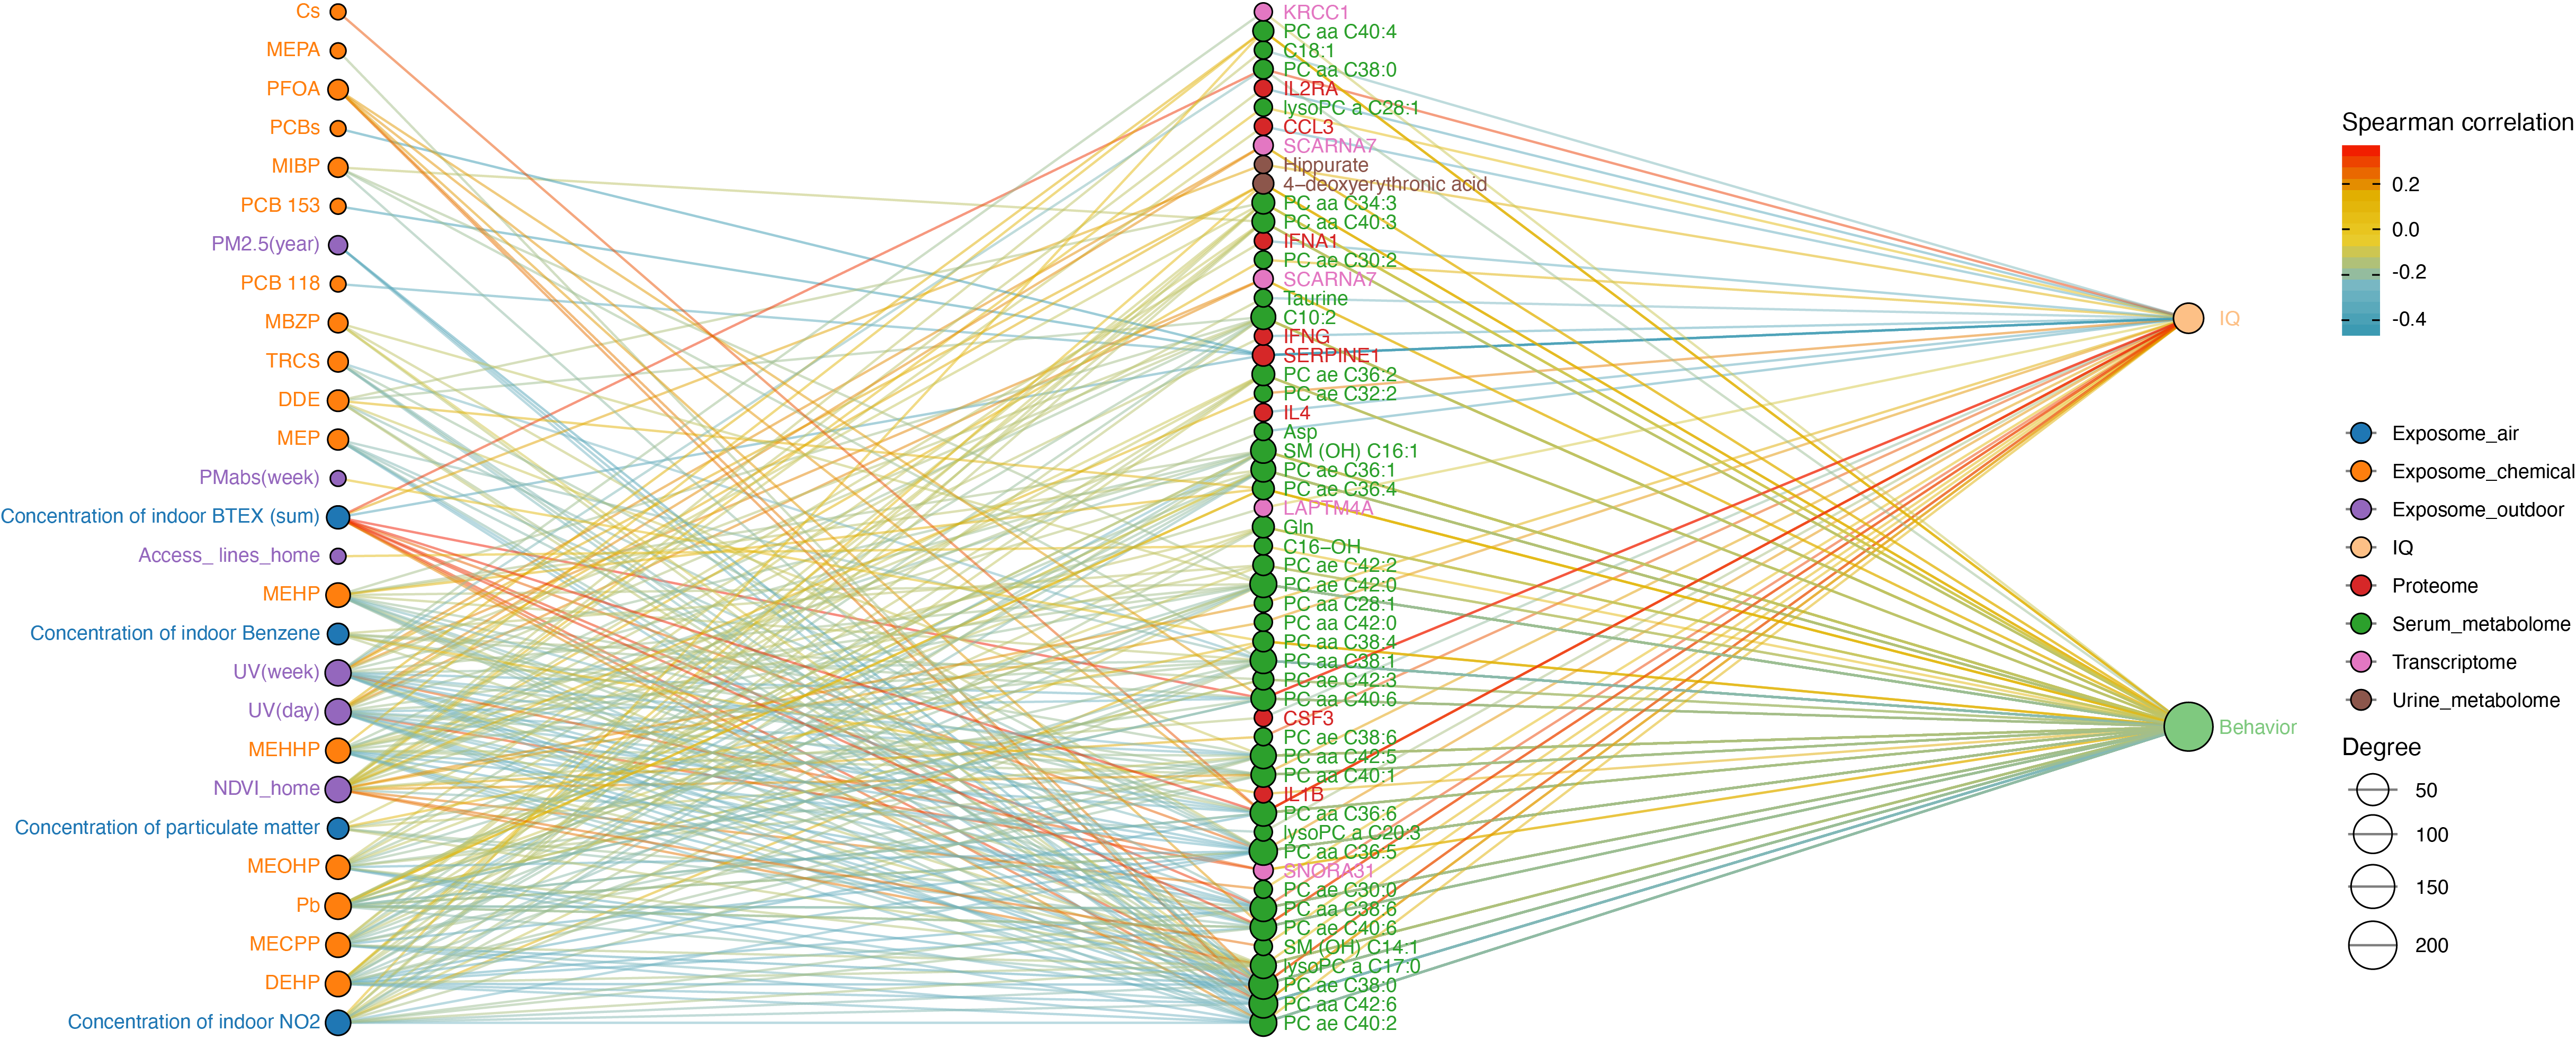 Cs
MEPA
PFOA
PCBs
MIBP
PCB 153
PM2.5(year)
PCB 118
MBZP
TRCS
DDE
MEP
PMabs(week)
Concentration of indoor BTEX (sum)
Access_ lines_home
MEHP
Concentration of indoor Benzene
UV(week)
UV(day)
MEHHP
NDVI_home
Concentration of particulate matter
MEOHP
Pb
MECPP
DEHP
Concentration of indoor NO2
KRCC1
PC aa C40:4
C18:1
PC aa C38:0
IL2RA
lysoPC a C28:1
CCL3
SCARNA7
Hippurate
4−deoxyerythronic acid
PC aa C34:3
PC aa C40:3
IFNA1
PC ae C30:2
SCARNA7
Taurine
C10:2
IFNG
SERPINE1
PC ae C36:2
PC ae C32:2
IL4
Asp
SM (OH) C16:1
PC ae C36:1
PC ae C36:4
LAPTM4A
Gln
C16−OH
PC ae C42:2
PC ae C42:0
PC aa C28:1
PC aa C42:0
PC aa C38:4
PC aa C38:1
PC ae C42:3
PC aa C40:6
CSF3
PC ae C38:6
PC aa C42:5
PC aa C40:1
IL1B
PC aa C36:6
lysoPC a C20:3
PC aa C36:5
SNORA31
PC ae C30:0
PC aa C38:6
PC ae C40:6
SM (OH) C14:1
lysoPC a C17:0
PC ae C38:0
PC aa C42:6
PC ae C40:2
IQ
Behavior
Spearman correlation
0.2
0.0
-0.2
-0.4
Exposome_air
Exposome_chemical
Exposome_outdoor
IQ
Proteome
Serum_metabolome
Transcriptome
Urine_metabolome
Degree
50
100
150
200